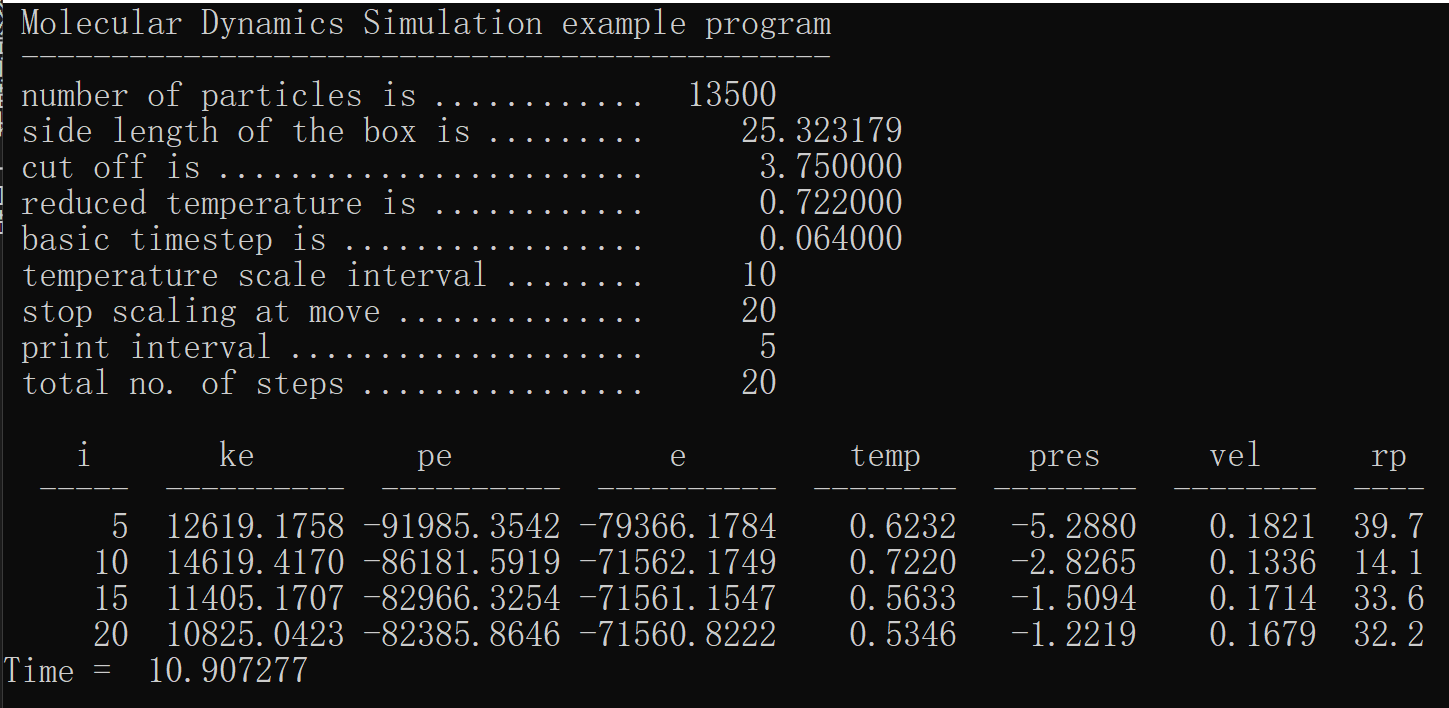 Molecular Dynamics Simulation example program
---------------------------------------------
number of particles is ............ 13500
side length of the box is ......... 25.323179
cut off is ........................ 3.750000
reduced temperature is ............ 0.722000
basic timestep is ................. 0.064000
temperature scale interval ........ 10
stop scaling at move .............. 20
print interval .................... 5
total no. of steps ................ 20
i ke pe e temp pres vel rp
----- ---------- ---------- ---------- -------- -------- -------- ----
5 12619.1758 -91985.3542 -79366.1784 0.6232 -5.2880 0.1821 39.7
10 14619.4170 -86181.5919 -71562.1749 0.7220 -2.8265 0.1336 14.1
15 11405.1707 -82966.3254 -71561.1547 0.5633 -1.5094 0.1714 33.6
20 10825.0423 -82385.8646 -71560.8222 0.5346 -1.2219 0.1679 32.2
Time = 10.907277